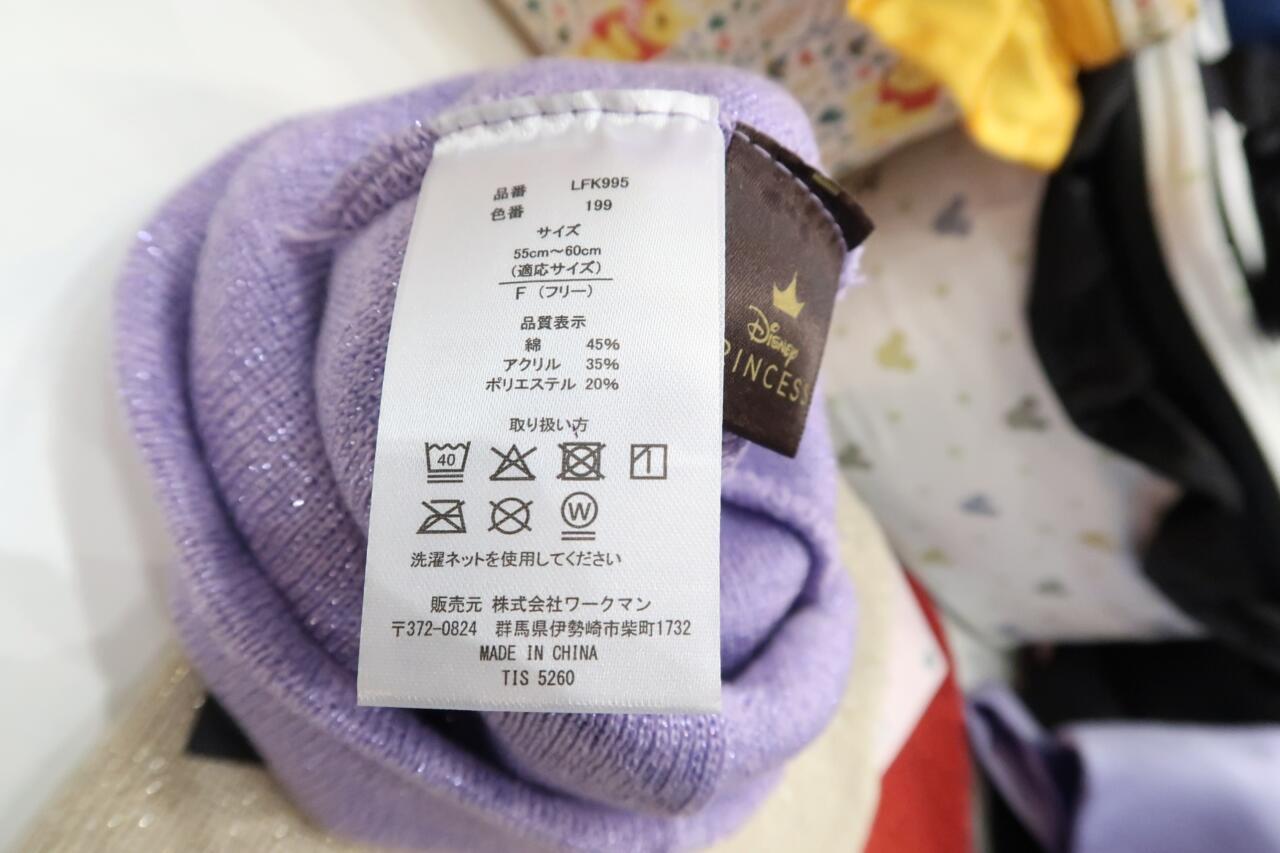 品番 LFK995
色番 199
サイズ
55cm～60cm
(適応サイズ)
F (フリー)
品質表示
綿 45%
アクリル 35%
ポリエステル 20%
取り扱い方
40
W
洗濯ネットを使用してください
販売元 株式会社ワークマン
〒372-0824 群馬県伊勢崎市柴町1732
MADE IN CHINA
TIS 5260
Disney
PRINCESS